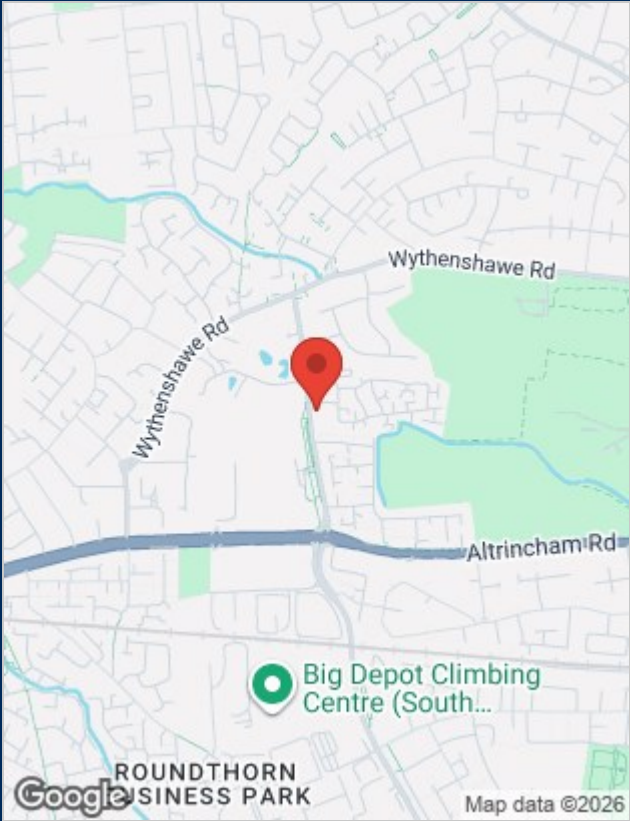 Wythenshawe Rd
Wythenshawe Rd
Altrincham Rd
Big Depot Climbing
Centre (South...
ROUNDTHORN
BUSINESS PARK
Google
Map data ©2026